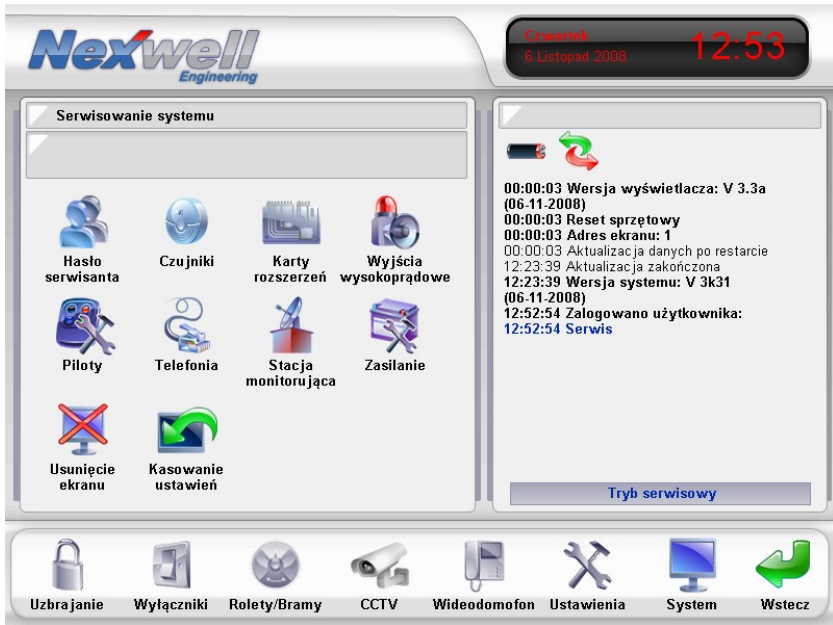 Nexwell
Engineering
Czwartek
6 Listopad 2008
12:53
Serwisowanie systemu
Hasło
serwisanta
Czujniki
Karty
rozszerzeń
Wyjścia
wysokoprądowe
Piloty
Telefonia
Stacja
monitorująca
Zasilanie
Usunięcie
ekranu
Kasowanie
ustawień
00:00:03 Wersja wyświetlacza: V 3.3a
(06-11-2008)
00:00:03 Reset sprzętowy
00:00:03 Adres ekranu: 1
00:00:03 Aktualizacja danych po restarcie
12:23:39 Aktualizacja zakończona
12:23:39 Wersja systemu: V 3k31
(06-11-2008)
12:52:54 Zalogowano użytkownika:
12:52:54 Serwis
Tryb serwisowy
Uzbrajanie
Wyłączniki
Rolety/Bramy
CCTV
Wideodomofon
Ustawienia
System
Wstecz